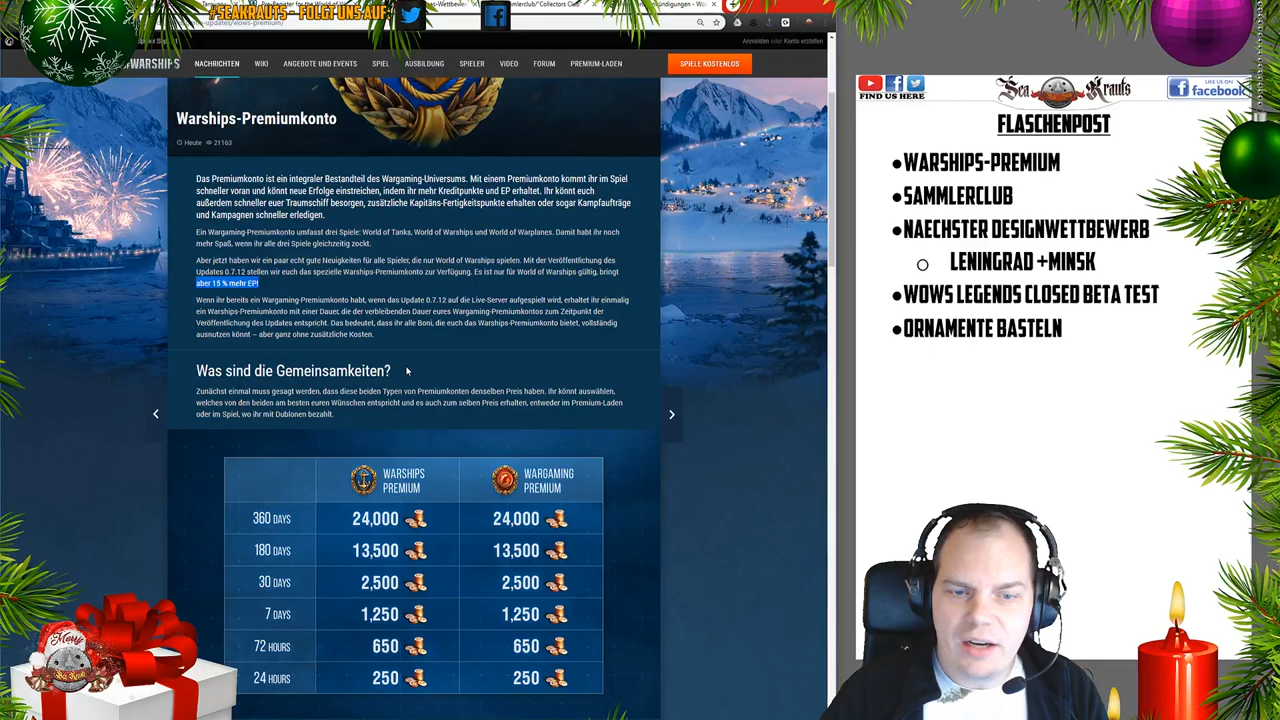 #SEAKRAUTS - FOLGT UNS AUF:
-updates/wows-premium/
Anmelden oder Konto erstellen
WARSHIPS
NACHRICHTEN
WIKI
ANGEBOTE UND EVENTS
SPIEL
AUSBILDUNG
SPIELER
VIDEO
FORUM
PREMIUM-LADEN
SPIELE KOSTENLOS
Warships-Premiumkonto
Heute 21163
Das Premiumkonto ist ein integraler Bestandteil des Wargaming-Universums. Mit einem Premiumkonto kommt ihr im Spiel
schneller voran und könnt neue Erfolge einstreichen, indem ihr mehr Kreditpunkte und EP erhaltet. Ihr könnt euch
außerdem schneller euer Traumschiff besorgen, zusätzliche Kapitäns-Fertigkeitspunkte erhalten oder sogar Kampfaufträge
und Kampagnen schneller erledigen.
Ein Wargaming-Premiumkonto umfasst drei Spiele: World of Tanks, World of Warships und World of Warplanes. Damit habt ihr noch
mehr Spaß, wenn ihr alle drei Spiele gleichzeitig zockt.
Aber jetzt haben wir ein paar echt gute Neuigkeiten für alle Spieler, die nur World of Warships spielen. Mit der Veröffentlichung des
Updates 0.7.12 stellen wir euch das spezielle Warships-Premiumkonto zur Verfügung. Es ist nur für World of Warships gültig, bringt
aber 15 % mehr EP!
Wenn ihr bereits ein Wargaming-Premiumkonto habt, wenn das Update 0.7.12 auf die Live-Server aufgespielt wird, erhaltet ihr einmalig
ein Warships-Premiumkonto mit einer Dauer, die der verbleibenden Dauer eures Wargaming-Premiumkontos zum Zeitpunkt der
Veröffentlichung des Updates entspricht. Das bedeutet, dass ihr alle Boni, die euch das Warships-Premiumkonto bietet, vollständig
ausnutzen könnt – aber ganz ohne zusätzliche Kosten.
Was sind die Gemeinsamkeiten?
Zunächst einmal muss gesagt werden, dass diese beiden Typen von Premiumkonten denselben Preis haben. Ihr könnt auswählen,
welches von den beiden am besten euren Wünschen entspricht und es auch zum selben Preis erhalten, entweder im Premium-Laden
oder im Spiel, wo ihr mit Dublonen bezahlt.
WARSHIPS PREMIUM
WARGAMING PREMIUM
360 DAYS 24,000 24,000
180 DAYS 13,500 13,500
30 DAYS 2,500 2,500
7 DAYS 1,250 1,250
72 HOURS 650 650
24 HOURS 250 250
Merry
FIND US HERE
Sea Krauts
LIKE US ON
facebook
FLASCHENPOST
•WARSHIPS-PREMIUM
•SAMMLERCLUB
•NAECHSTER DESIGNWETTBEWERB
○ LENINGRAD +MINSK
•WOWS LEGENDS CLOSED BETA TEST
•ORNAMENTE BASTELN